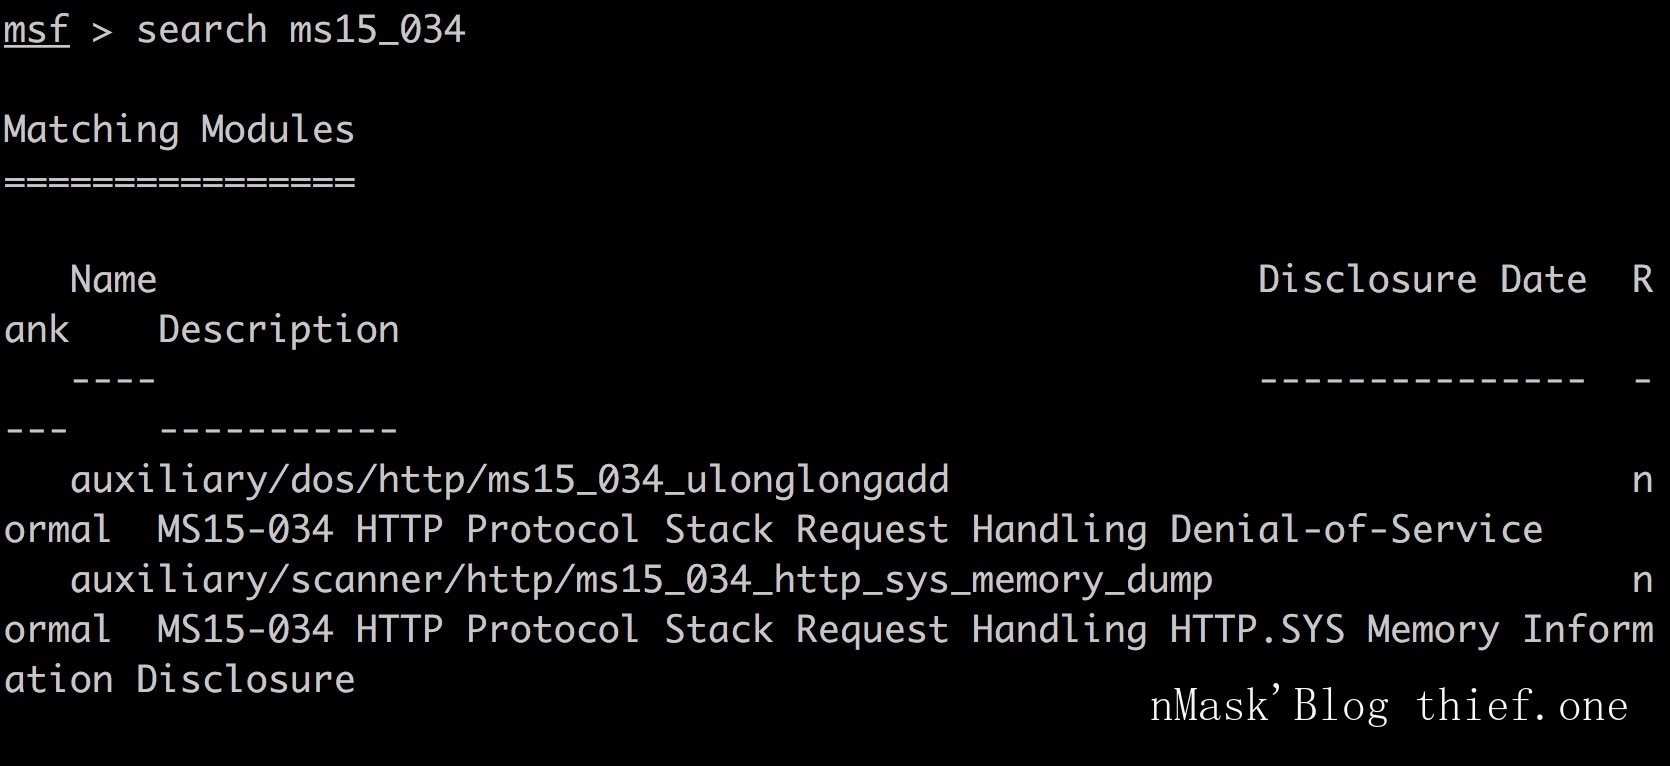 msf > search ms15_034
Matching Modules
================
Name Disclosure Date R
ank Description
---- --------------- -
--- -----------
auxiliary/dos/http/ms15_034_ulonglongadd n
ormal MS15-034 HTTP Protocol Stack Request Handling Denial-of-Service
auxiliary/scanner/http/ms15_034_http_sys_memory_dump n
ormal MS15-034 HTTP Protocol Stack Request Handling HTTP.SYS Memory Inform
ation Disclosure
nMask'Blog thief.one